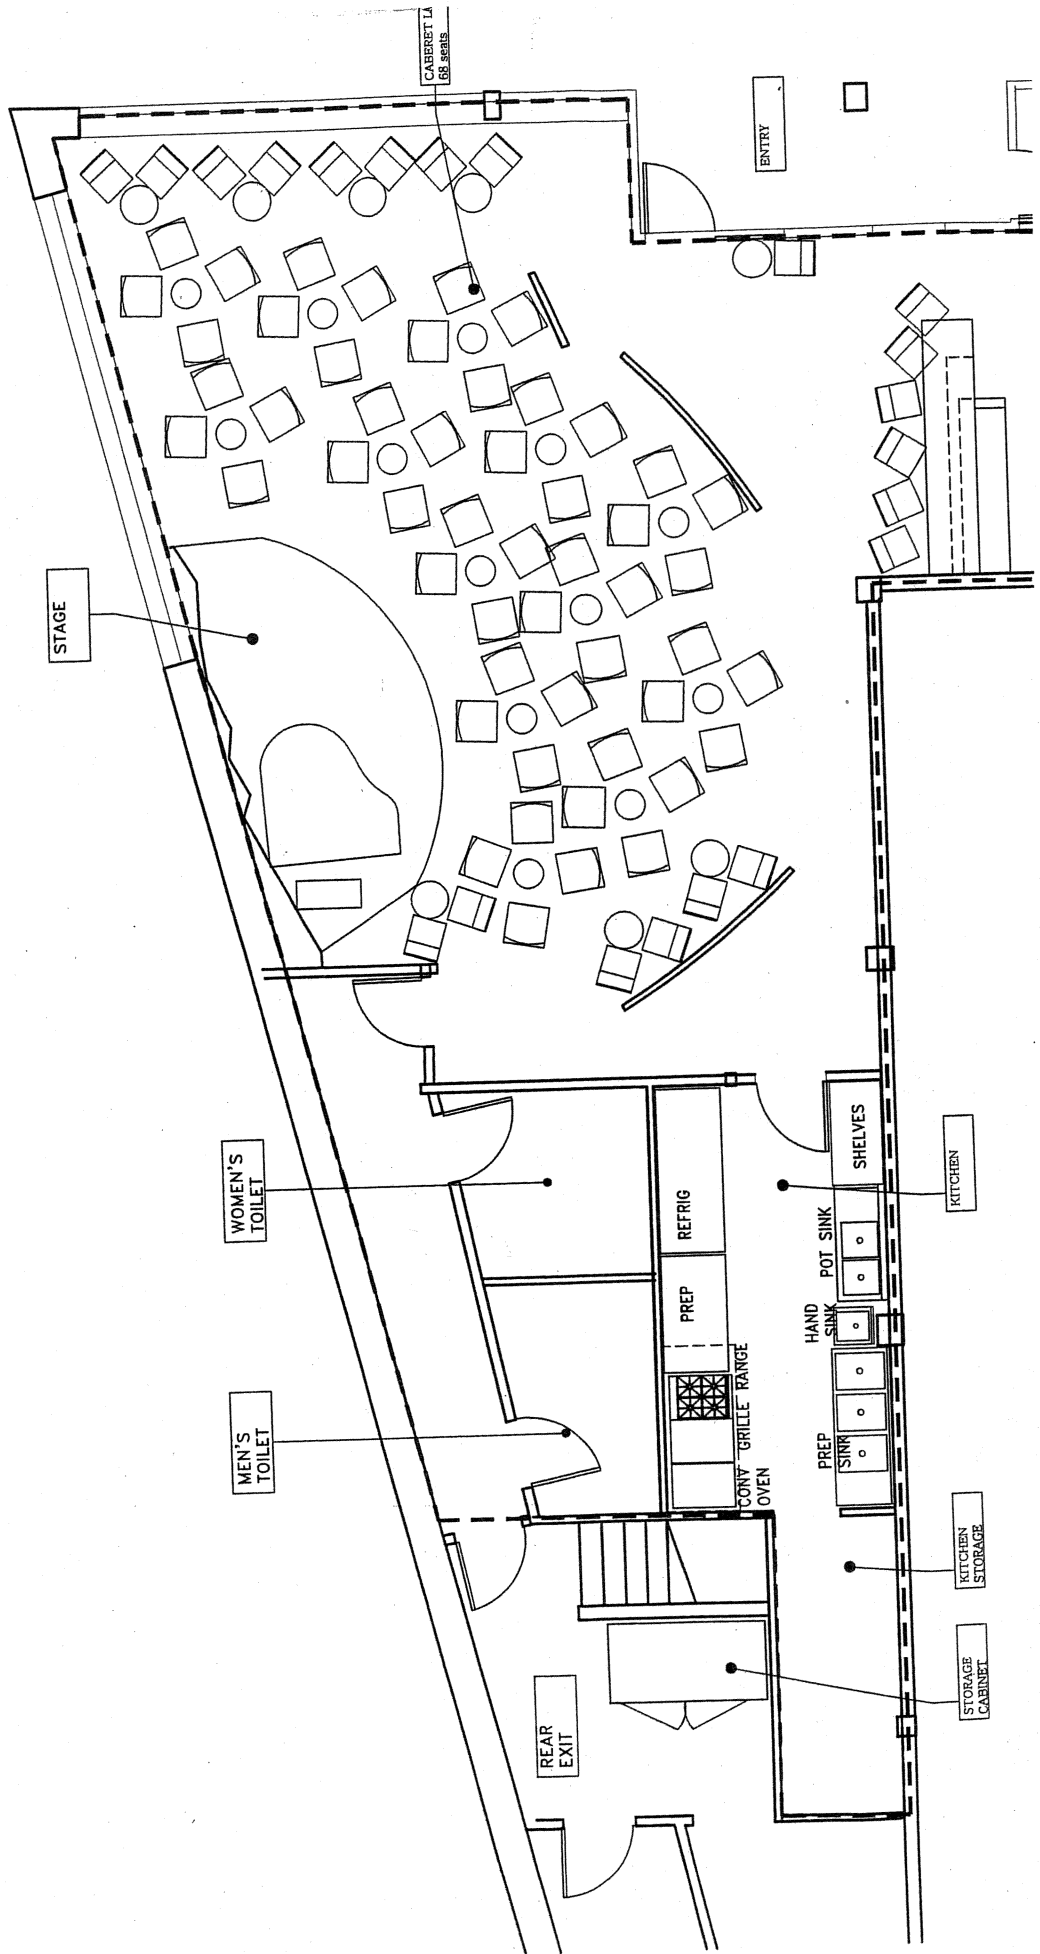 CABERET
68 seats
ENTRY
STAGE
WOMEN'S
TOILET
MEN'S
TOILET
REFRIG
PREP
CONV GRILLE RANGE
OVEN
SHELVES
POT SINK
HAND
SINK
PREP
SINK
KITCHEN
KITCHEN
STORAGE
STORAGE
CABINET
REAR
EXIT